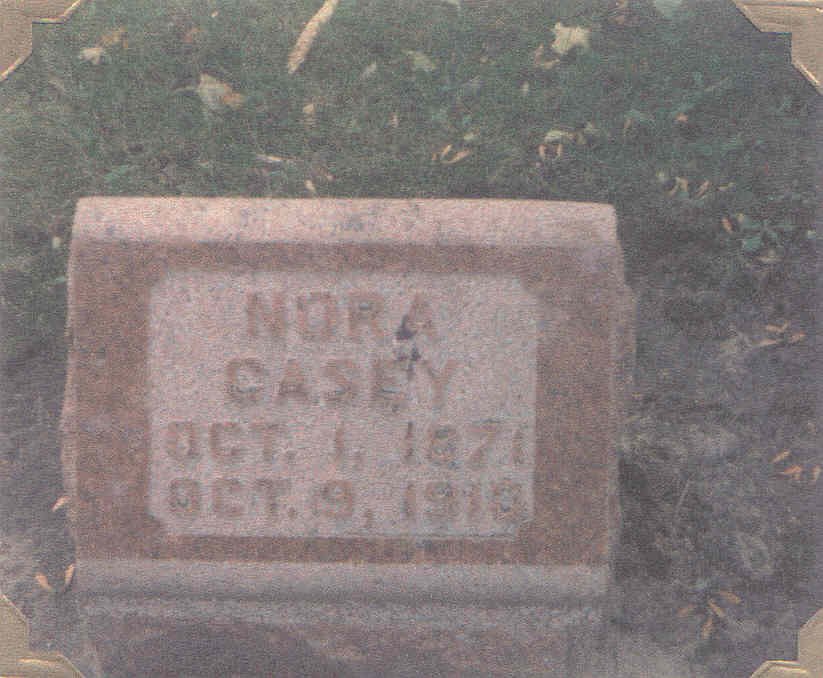 NORA
CASEY
OCT. 1, 1871
OCT. 9, 1918